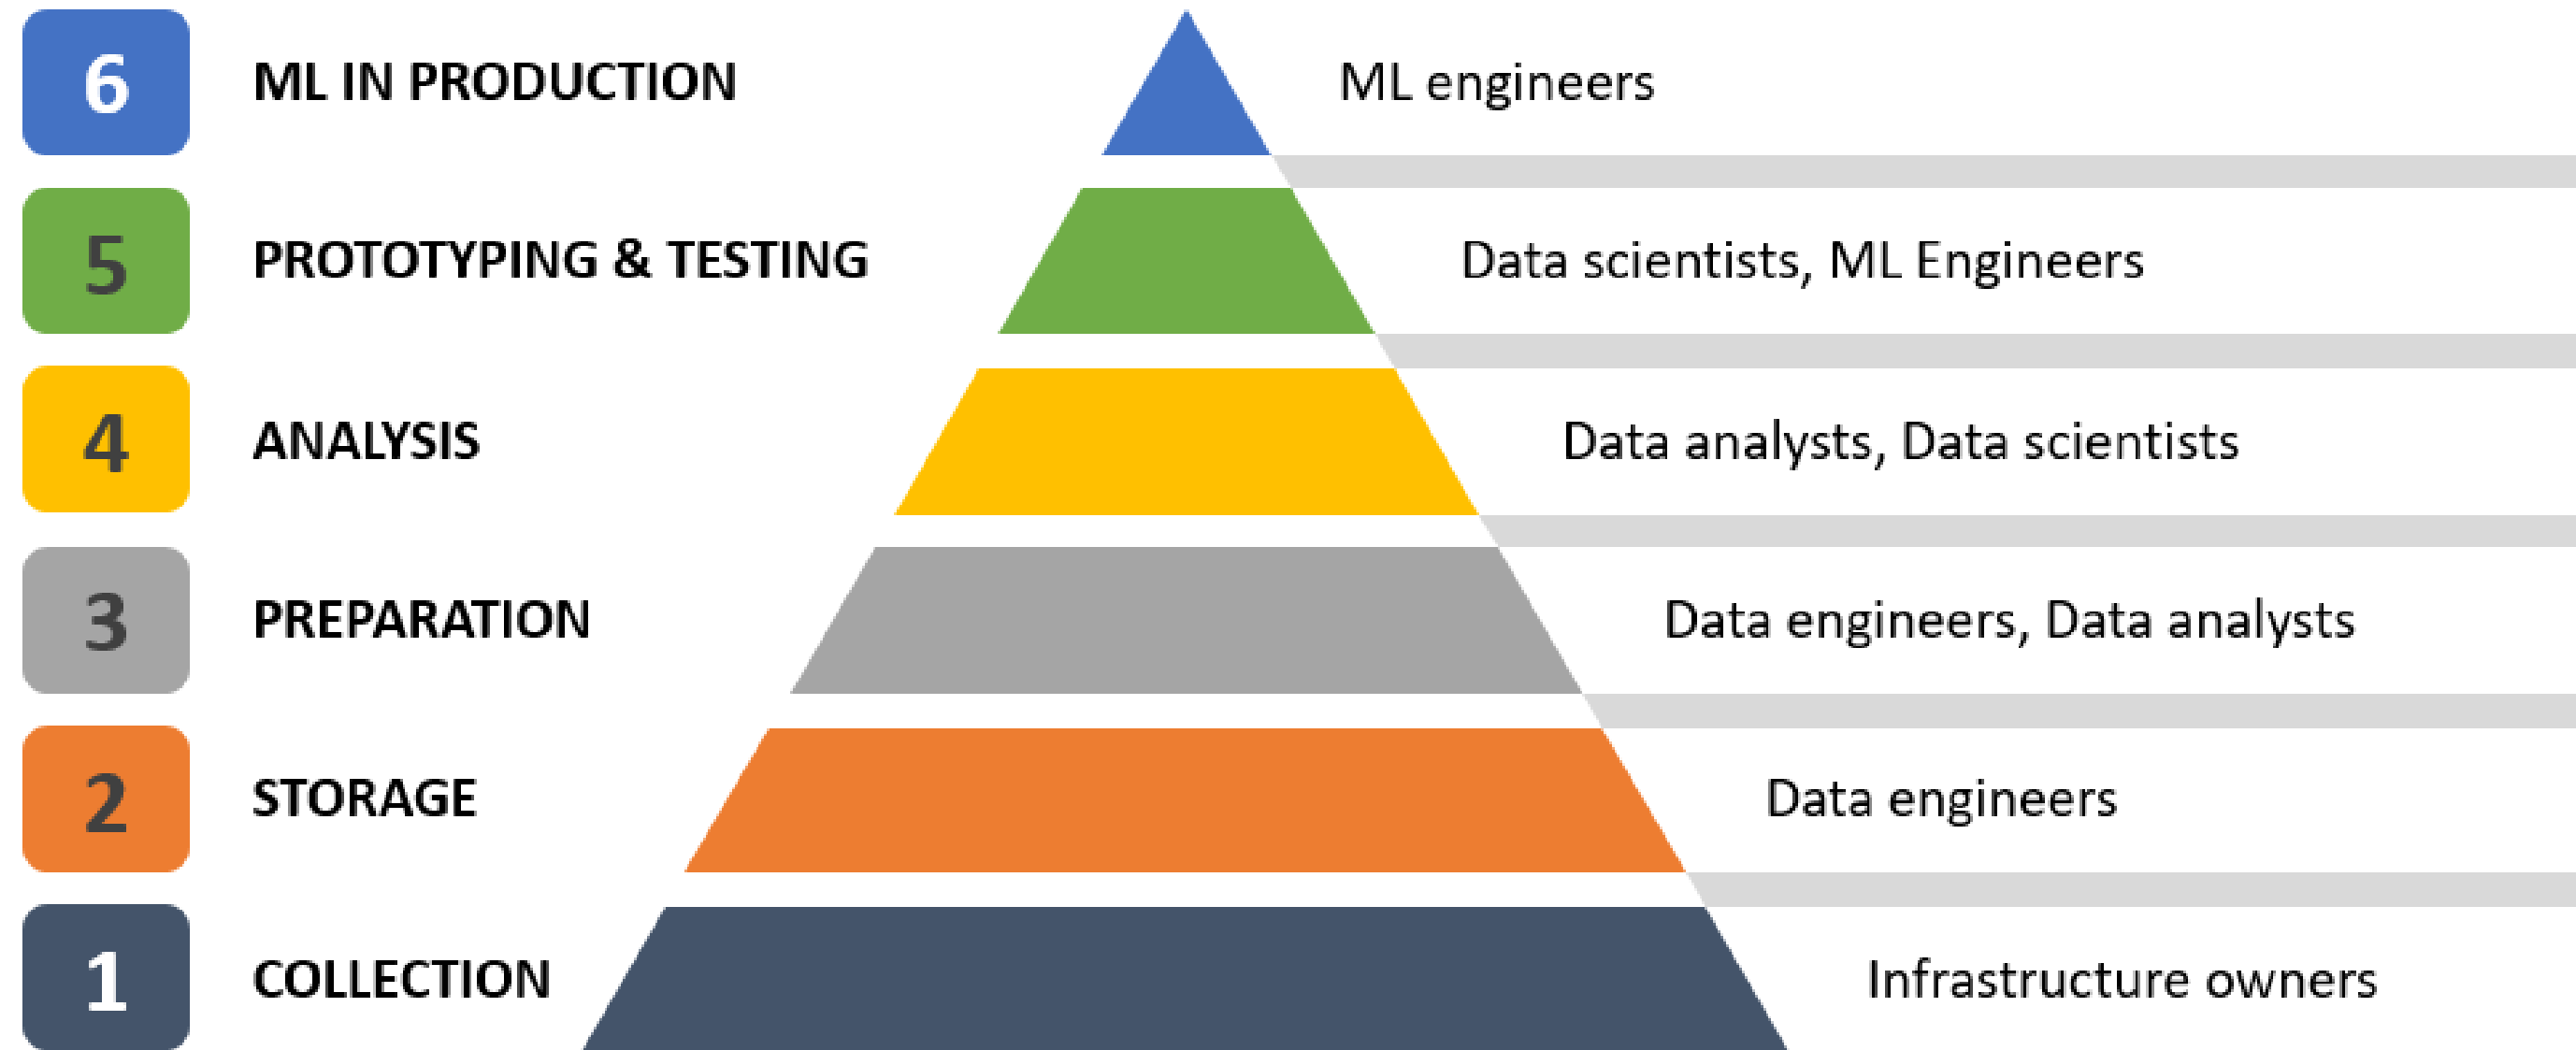 6 ML IN PRODUCTION ML engineers
5 PROTOTYPING & TESTING Data scientists, ML Engineers
4 ANALYSIS Data analysts, Data scientists
3 PREPARATION Data engineers, Data analysts
2 STORAGE Data engineers
1 COLLECTION Infrastructure owners